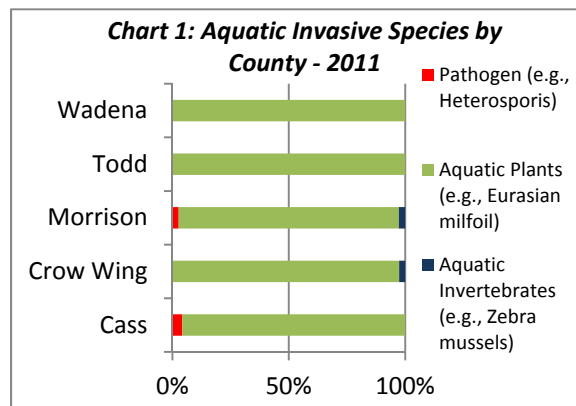 Chart 1: Aquatic Invasive Species by
County - 2011
Wadena
Todd
Morrison
Crow Wing
Cass
0%
50%
100%
Pathogen (e.g.,
Heterosporis)
Aquatic Plants
(e.g., Eurasian
milfoil)
Aquatic
Invertebrates
(e.g., Zebra
mussels)